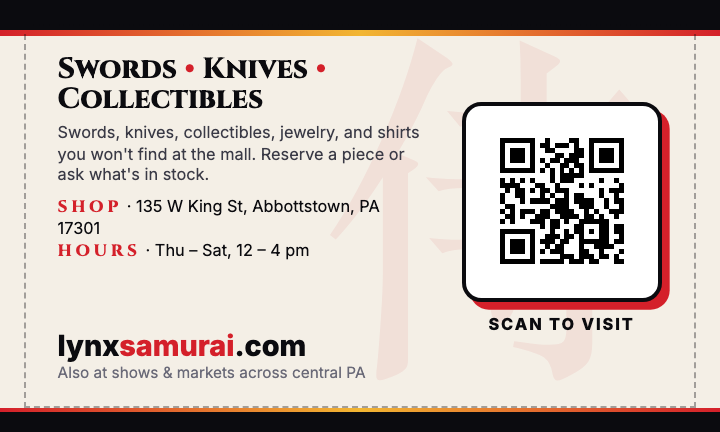 Swords • Knives •
Collectibles
Swords, knives, collectibles, jewelry, and shirts
you won't find at the mall. Reserve a piece or
ask what's in stock.
SHOP · 135 W King St, Abbottstown, PA
17301
HOURS · Thu – Sat, 12 – 4 pm
侍
SCAN TO VISIT
lynxsamurai.com
Also at shows & markets across central PA